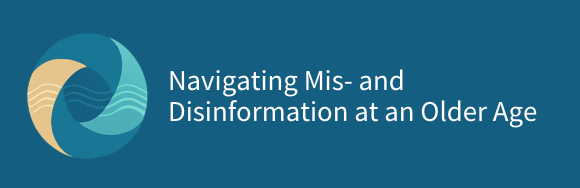 Navigating Mis- and
Disinformation at an Older Age